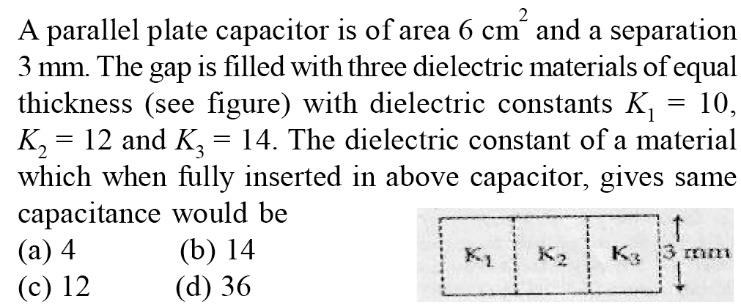 A parallel plate capacitor is of area 6 cm² and a separation
3 mm. The gap is filled with three dielectric materials of equal
thickness (see figure) with dielectric constants K₁ = 10,
K₂ = 12 and K₃ = 14. The dielectric constant of a material
which when fully inserted in above capacitor, gives same
capacitance would be
(a) 4 (b) 14
(c) 12 (d) 36
K₁ K₂ K₃ 3 mm